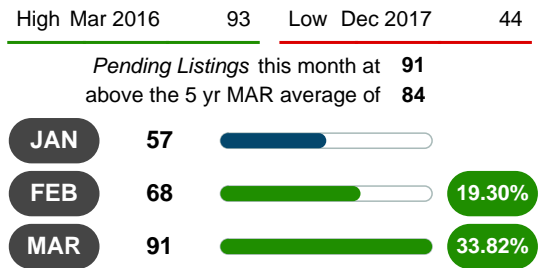 High Mar 2016 93 Low Dec 2017 44
Pending Listings this month at 91
above the 5 yr MAR average of 84
JAN 57
FEB 68 19.30%
MAR 91 33.82%